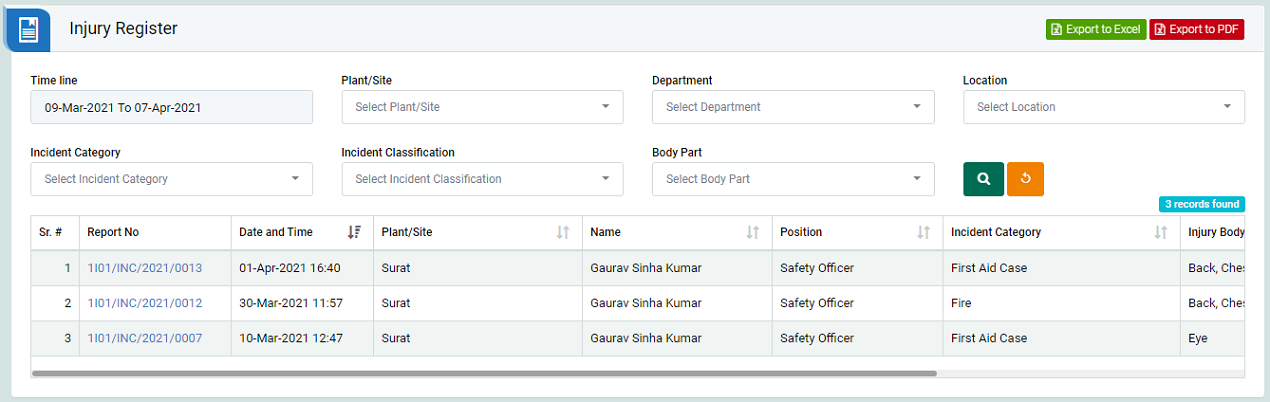 Injury Register
Export to Excel Export to PDF
Time line Plant/Site Department Location
09-Mar-2021 To 07-Apr-2021 Select Plant/Site Select Department Select Location
Incident Category Incident Classification Body Part
Select Incident Category Select Incident Classification Select Body Part
3 records found
Sr. # Report No Date and Time Plant/Site Name Position Incident Category Injury Body
1 1I01/INC/2021/0013 01-Apr-2021 16:40 Surat Gaurav Sinha Kumar Safety Officer First Aid Case Back, Ches
2 1I01/INC/2021/0012 30-Mar-2021 11:57 Surat Gaurav Sinha Kumar Safety Officer Fire Back, Ches
3 1I01/INC/2021/0007 10-Mar-2021 12:47 Surat Gaurav Sinha Kumar Safety Officer First Aid Case Eye